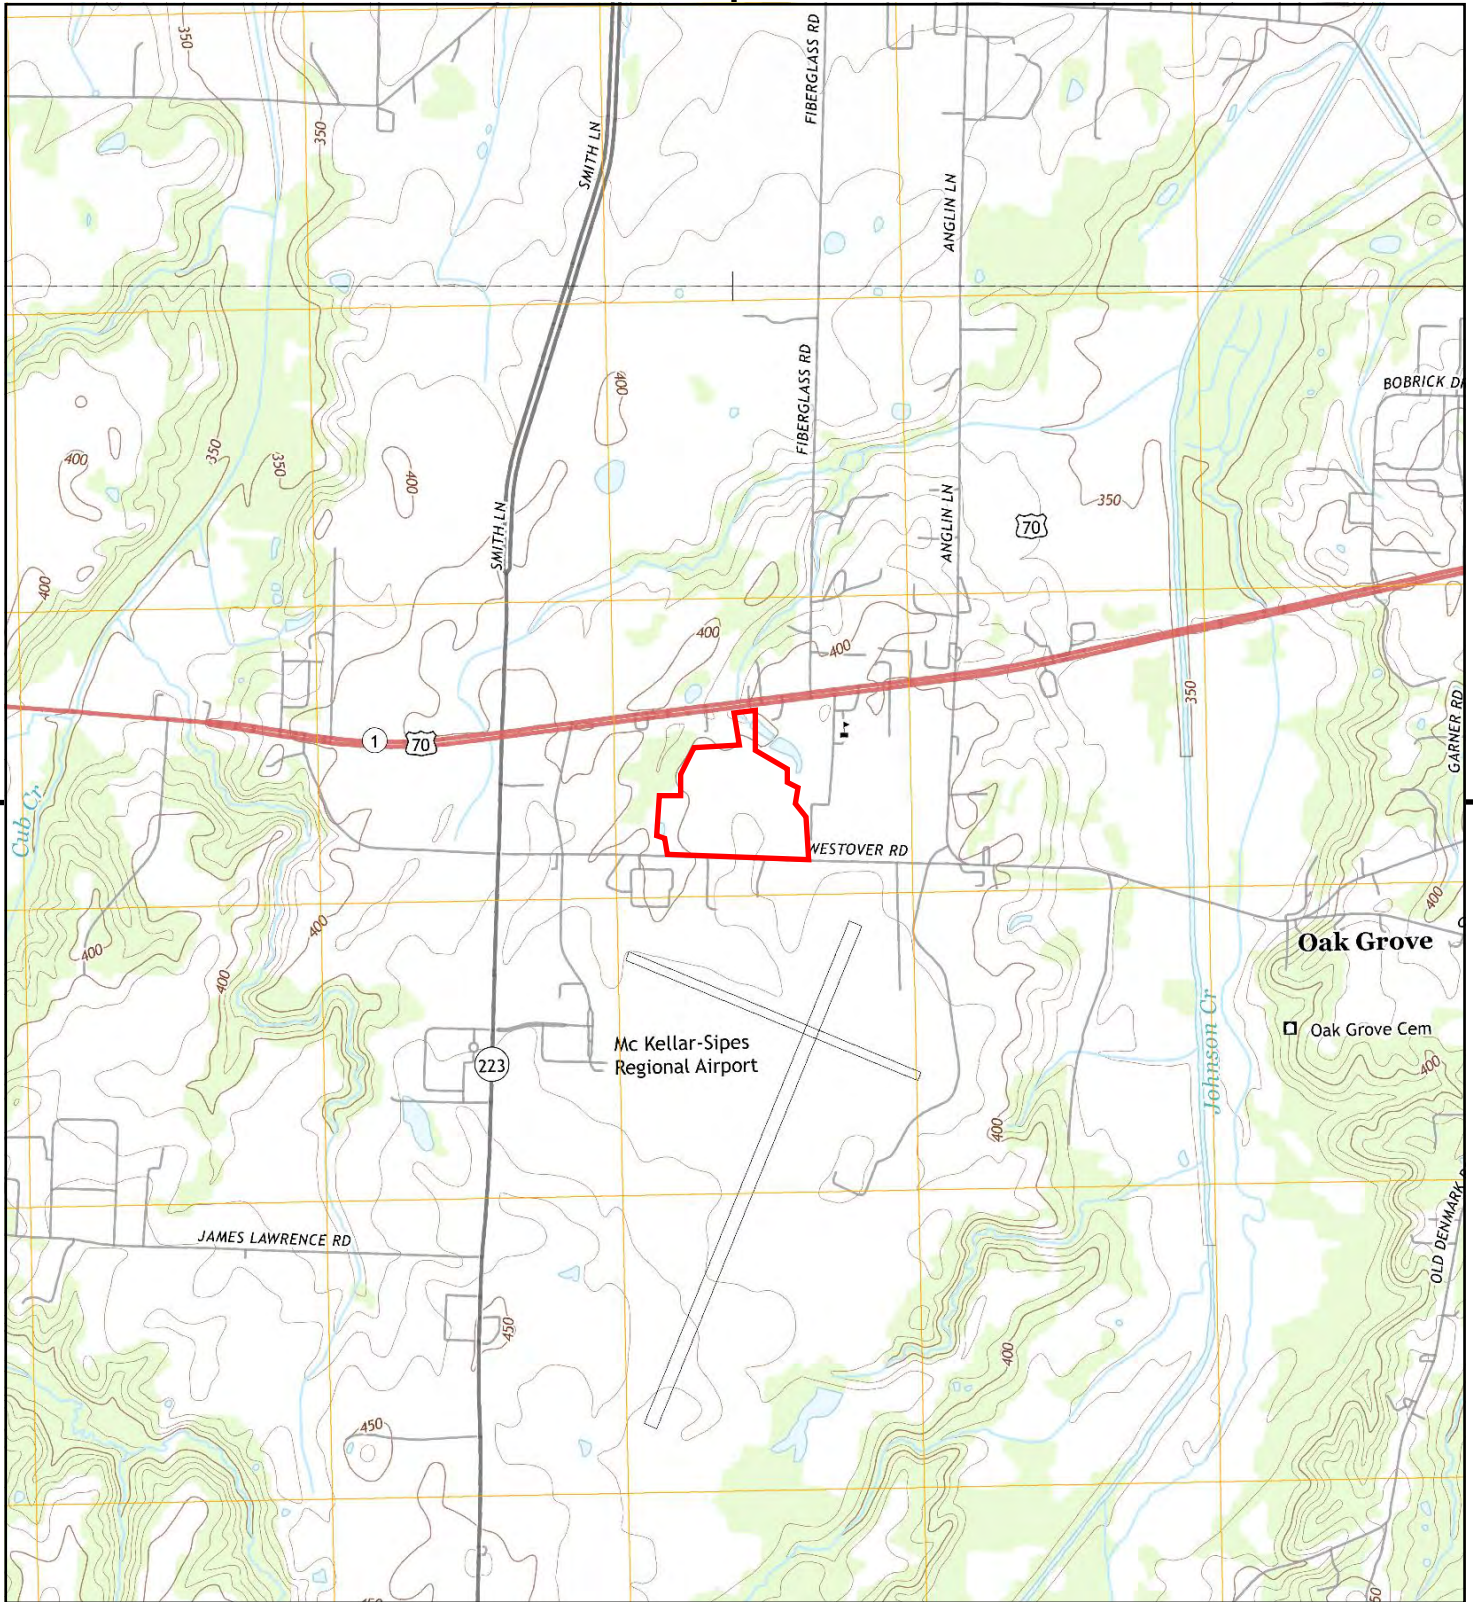 350
FIBERGLASS RD
SMITH LN
350
ANGLIN LN
400
FIBERGLASS RD
BOBRICK
400
350
350
400
SMITH LN
ANGLIN LN
350
70
400
400
400
350
GARNER RD
1
70
Cub Cr
WESTOVER RD
400
400
400
400
Oak Grove
Johnson Cr
Oak Grove Cem
Mc Kellar-Sipes
Regional Airport
223
400
400
JAMES LAWRENCE RD
OLD DENMARK
450
400
450